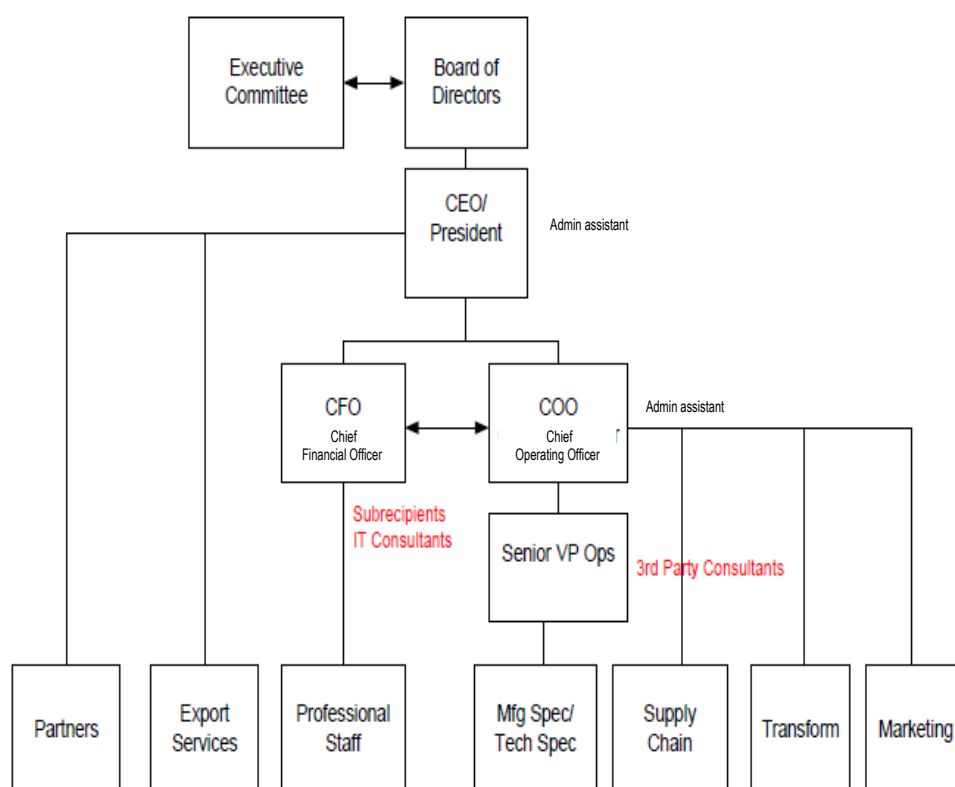 Executive
Committee
Board of
Directors
CEO/
President
Admin assistant
CFO
Chief
Financial Officer
COO
Chief
Operating Officer
Admin assistant
Subrecipients
IT Consultants
Senior VP Ops
3rd Party Consultants
Partners
Export
Services
Professional
Staff
Mfg Spec/
Tech Spec
Supply
Chain
Transform
Marketing